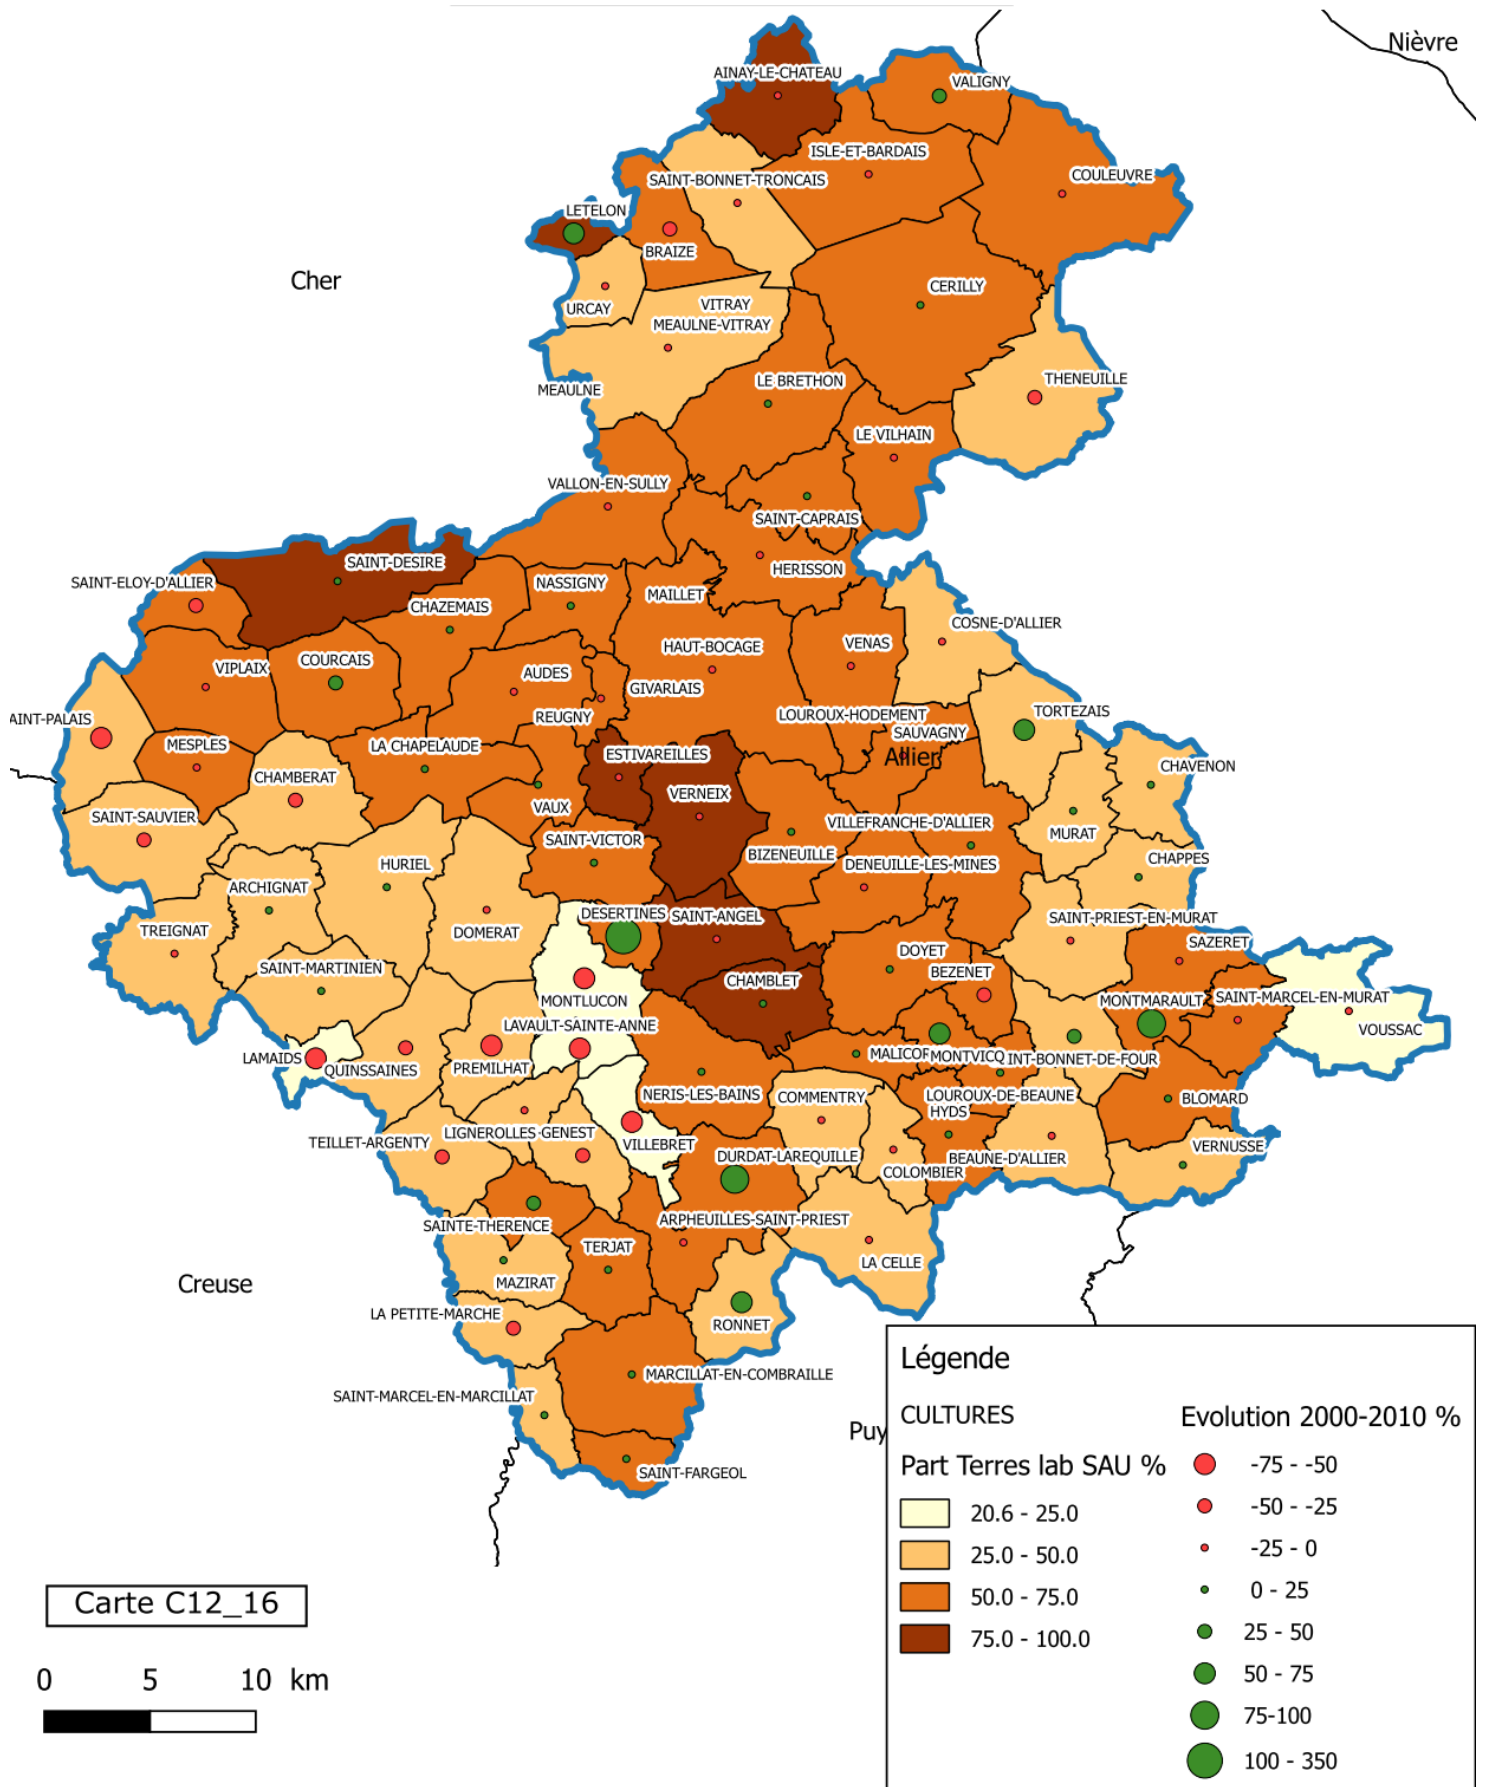 Nièvre
AINAY-LE-CHATEAU
VALIGNY
ISLE-ET-BARDAIS
COULEUVRE
SAINT-BONNET-TRONCAIS
LETELON
BRAIZE
Cher
CERILLY
URCAY
VITRAY
MEAULNE-VITRAY
THENEUILLE
LE BRETHON
MEAULNE
LE VILHAIN
VALLON-EN-SULLY
SAINT-CAPRAIS
SAINT-DESIRE
HERISSON
SAINT-ELOY-D'ALLIER
NASSIGNY
MAILLET
CHAZEMAIS
COSNE-D'ALLIER
VENAS
HAUT-BOCAGE
COURCAIS
VIPLAIX
AUDES
GIVARLAIS
TORTEZAIS
LOUROUX-HODEMENT
REUGNY
AINT-PALAIS
SAUVAGNY
MESPLES
LA CHAPELAUDE
ESTIVAREILLES
Allier
CHAVENON
CHAMBERAT
VERNEIX
VAUX
SAINT-SAUVIER
VILLEFRANCHE-D'ALLIER
MURAT
SAINT-VICTOR
BIZENEUILLE
CHAPPES
HURIEL
DENEUILLE-LES-MINES
ARCHIGNAT
DESERTINES
SAINT-ANGEL
SAINT-PRIEST-EN-MURAT
TREIGNAT
DOMERAT
SAZERET
DOYET
SAINT-MARTINIEN
BEZENET
CHAMBLET
SAINT-MARCEL-EN-MURAT
MONTLUCON
MONTMARAULT
LAVAULT-SAINTE-ANNE
VOUSSAC
LAMAIDS
MALICOR
MONTVICQ
INT-BONNET-DE-FOUR
QUINSSAINES
PREMILHAT
NERIS-LES-BAINS
COMMENTRY
LOUROUX-DE-BEAUNE
BLOMARD
HYDS
LIGNEROLLES
GENEST
TEILLET-ARGENTY
VILLEBRET
VERNUSSE
DURDAT-LAREQUILLE
BEAUNE-D'ALLIER
COLOMBIER
SAINTE-THERENCE
ARPHEUILLES-SAINT-PRIEST
TERJAT
LA CELLE
Creuse
MAZIRAT
LA PETITE-MARCHE
RONNET
MARCILLAT-EN-COMBRAILLE
SAINT-MARCEL-EN-MARCILLAT
Puy
SAINT-FARGEOL
Légende
CULTURES
Part Terres lab SAU %
20.6 - 25.0
25.0 - 50.0
50.0 - 75.0
75.0 - 100.0
Evolution 2000-2010 %
-75 - -50
-50 - -25
-25 - 0
0 - 25
25 - 50
50 - 75
75-100
100 - 350
Carte C12_16
0 5 10 km